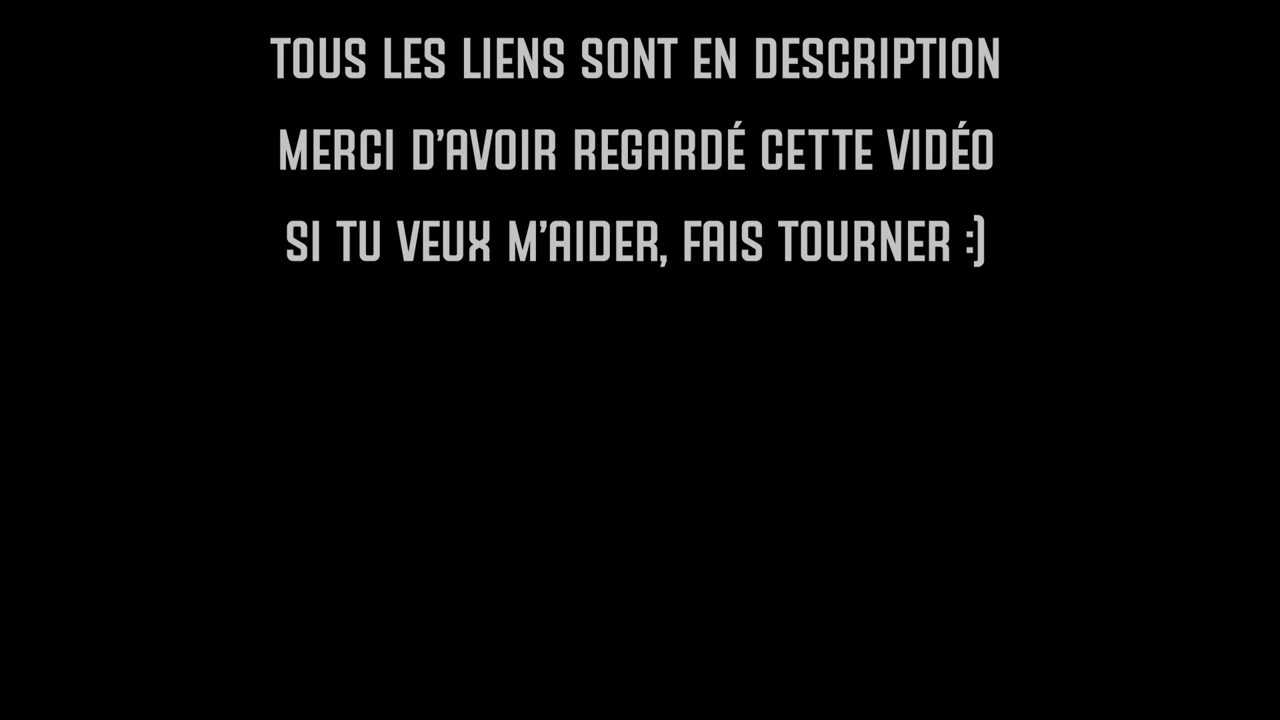 TOUS LES LIENS SONT EN DESCRIPTION
MERCI D'AVOIR REGARDÉ CETTE VIDÉO
SI TU VEUX M'AIDER, FAIS TOURNER :)